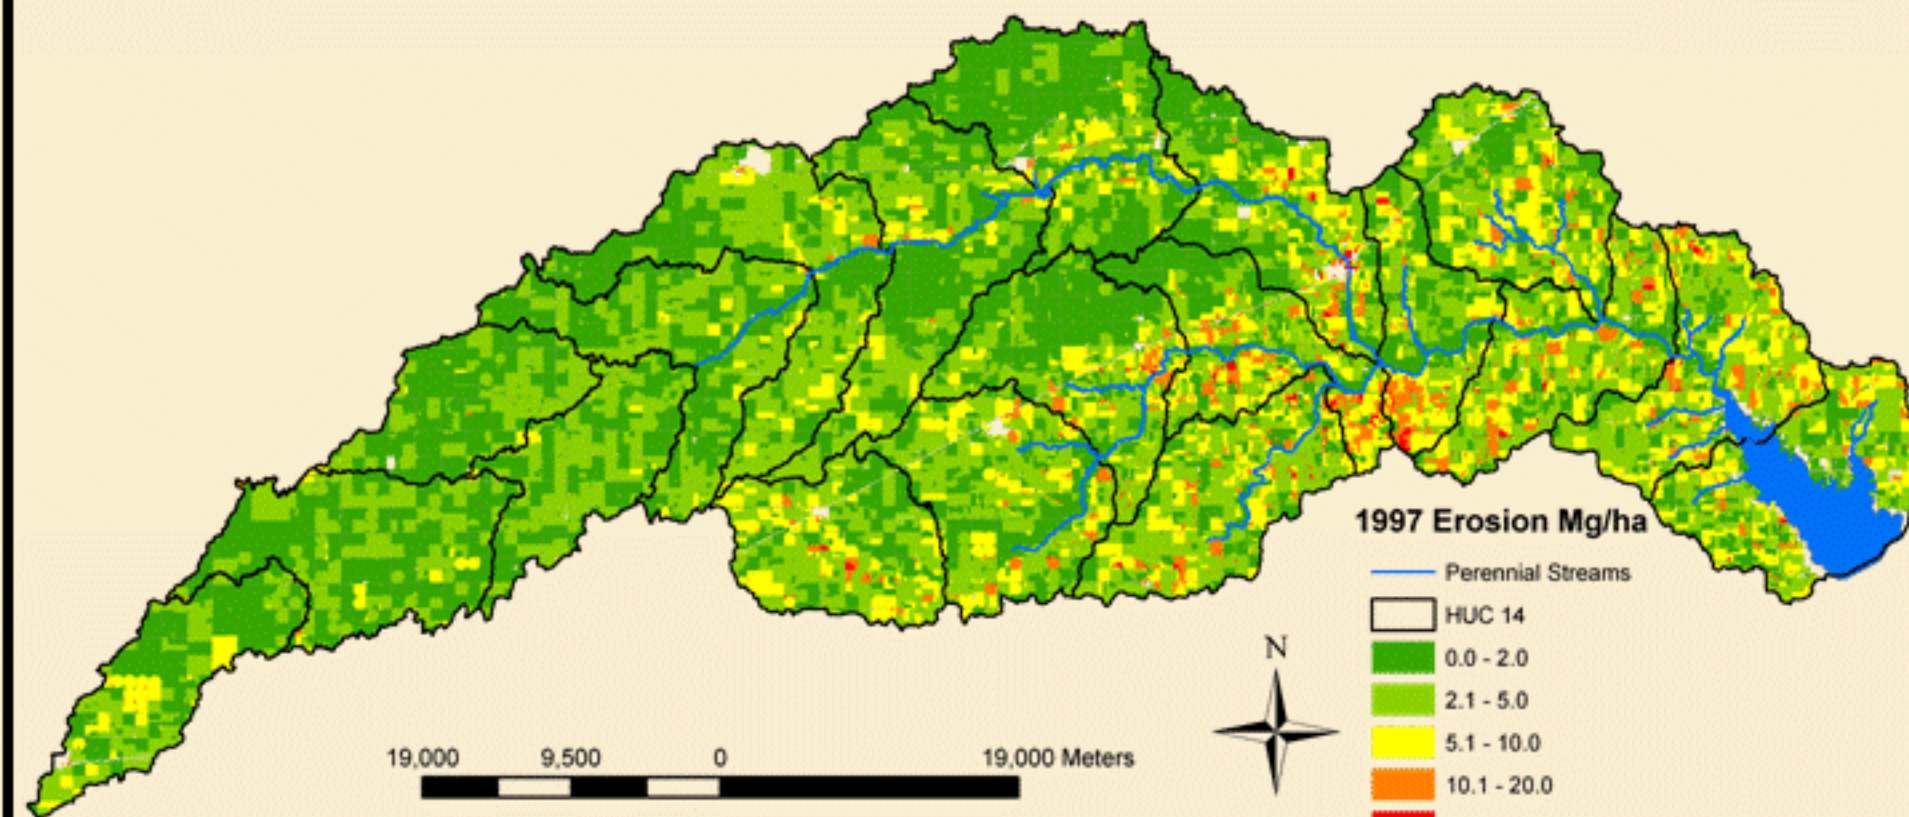 1997 Erosion Mg/ha
Perennial Streams
HUC 14
0.0 - 2.0
2.1 - 5.0
5.1 - 10.0
10.1 - 20.0
N
19,000 9,500 0 19,000 Meters